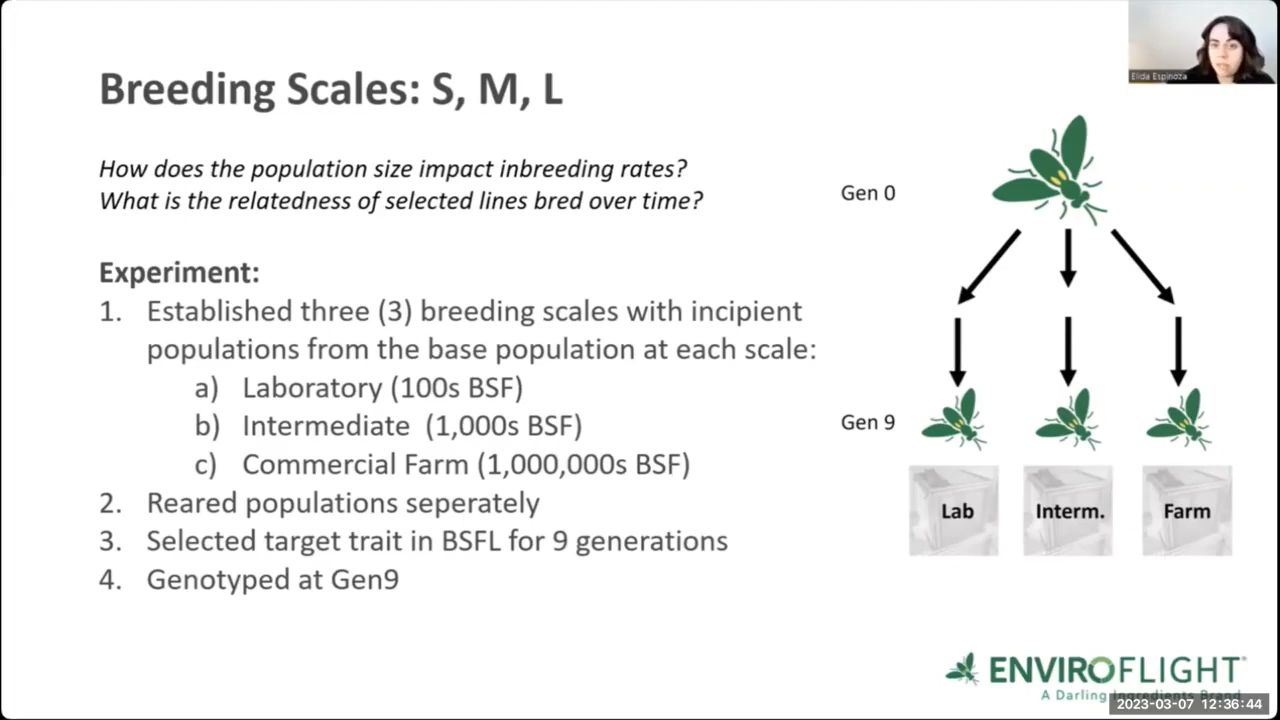 Elida Espinoza
Breeding Scales: S, M, L
How does the population size impact inbreeding rates?
What is the relatedness of selected lines bred over time?
Experiment:
1. Established three (3) breeding scales with incipient
populations from the base population at each scale:
a) Laboratory (100s BSF)
b) Intermediate (1,000s BSF)
c) Commercial Farm (1,000,000s BSF)
2. Reared populations seperately
3. Selected target trait in BSFL for 9 generations
4. Genotyped at Gen9
Gen 0
Gen 9
Lab
Interm.
Farm
ENVIROFLIGHT
A Darling Ingredients Brand
2023-03-07 12:36:44